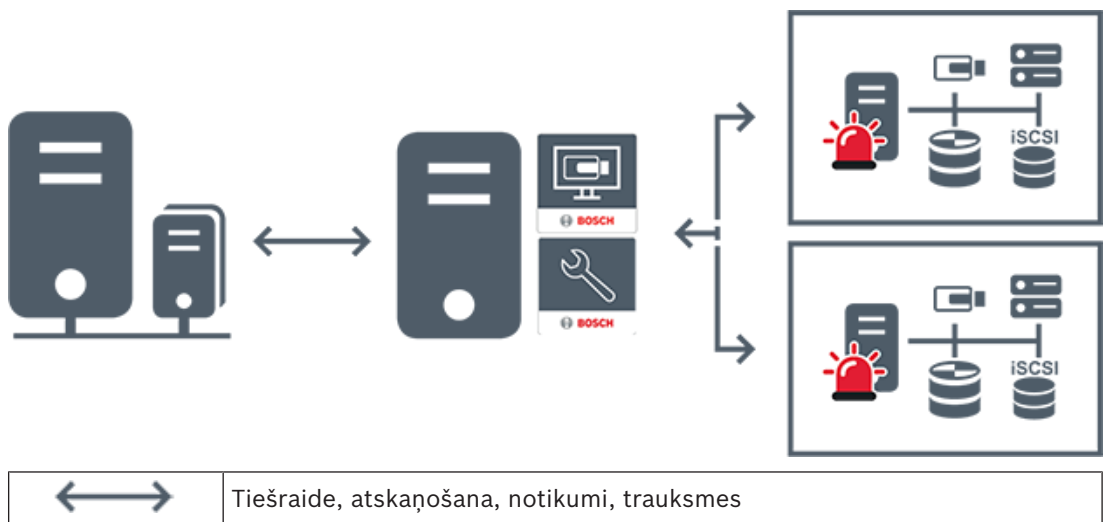 iSCSI
BOSCH
BOSCH
iSCSI
Tiešraide, atskaņošana, notikumi, trauksmes